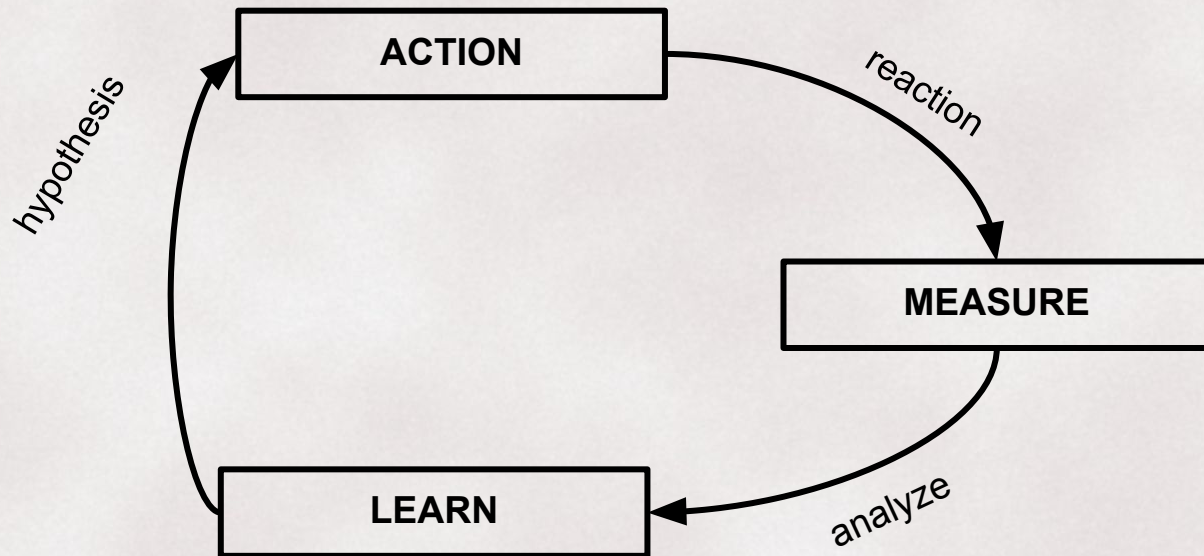 ACTION
reaction
hypothesis
MEASURE
LEARN
analyze